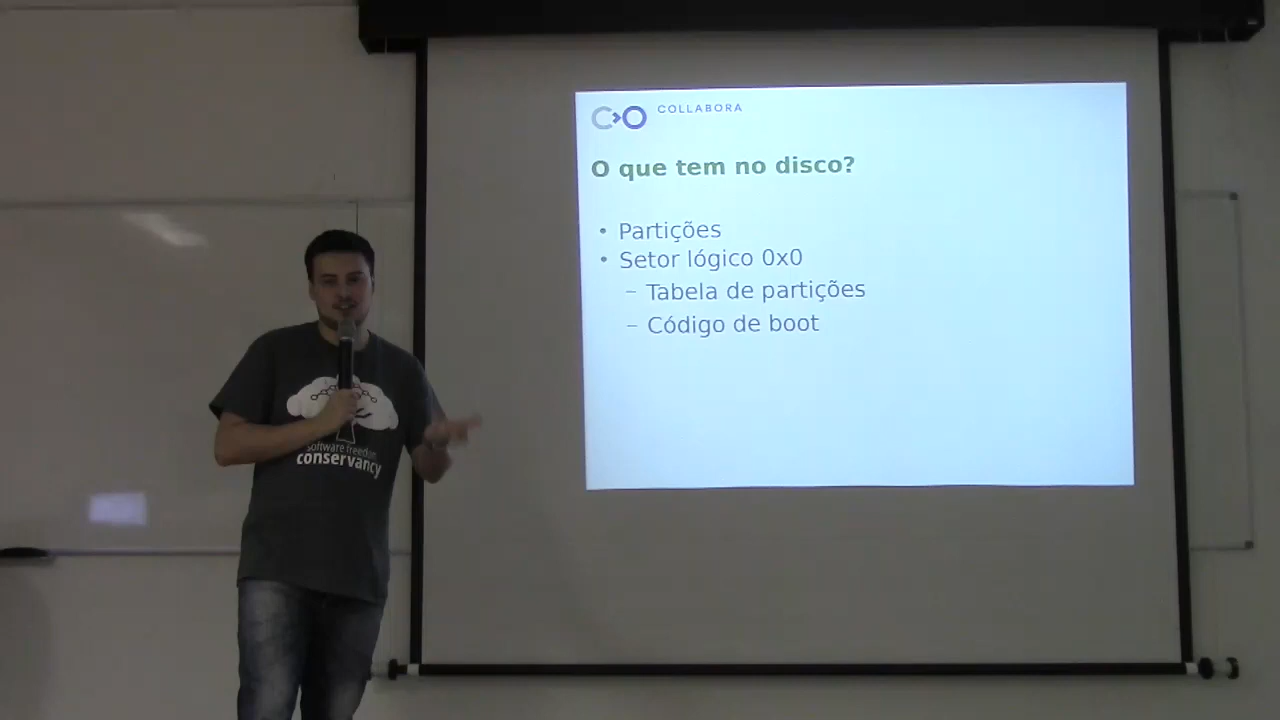 COLLABORA
O que tem no disco?
• Partições
• Setor lógico 0x0
– Tabela de partições
– Código de boot
software freedom
conservancy